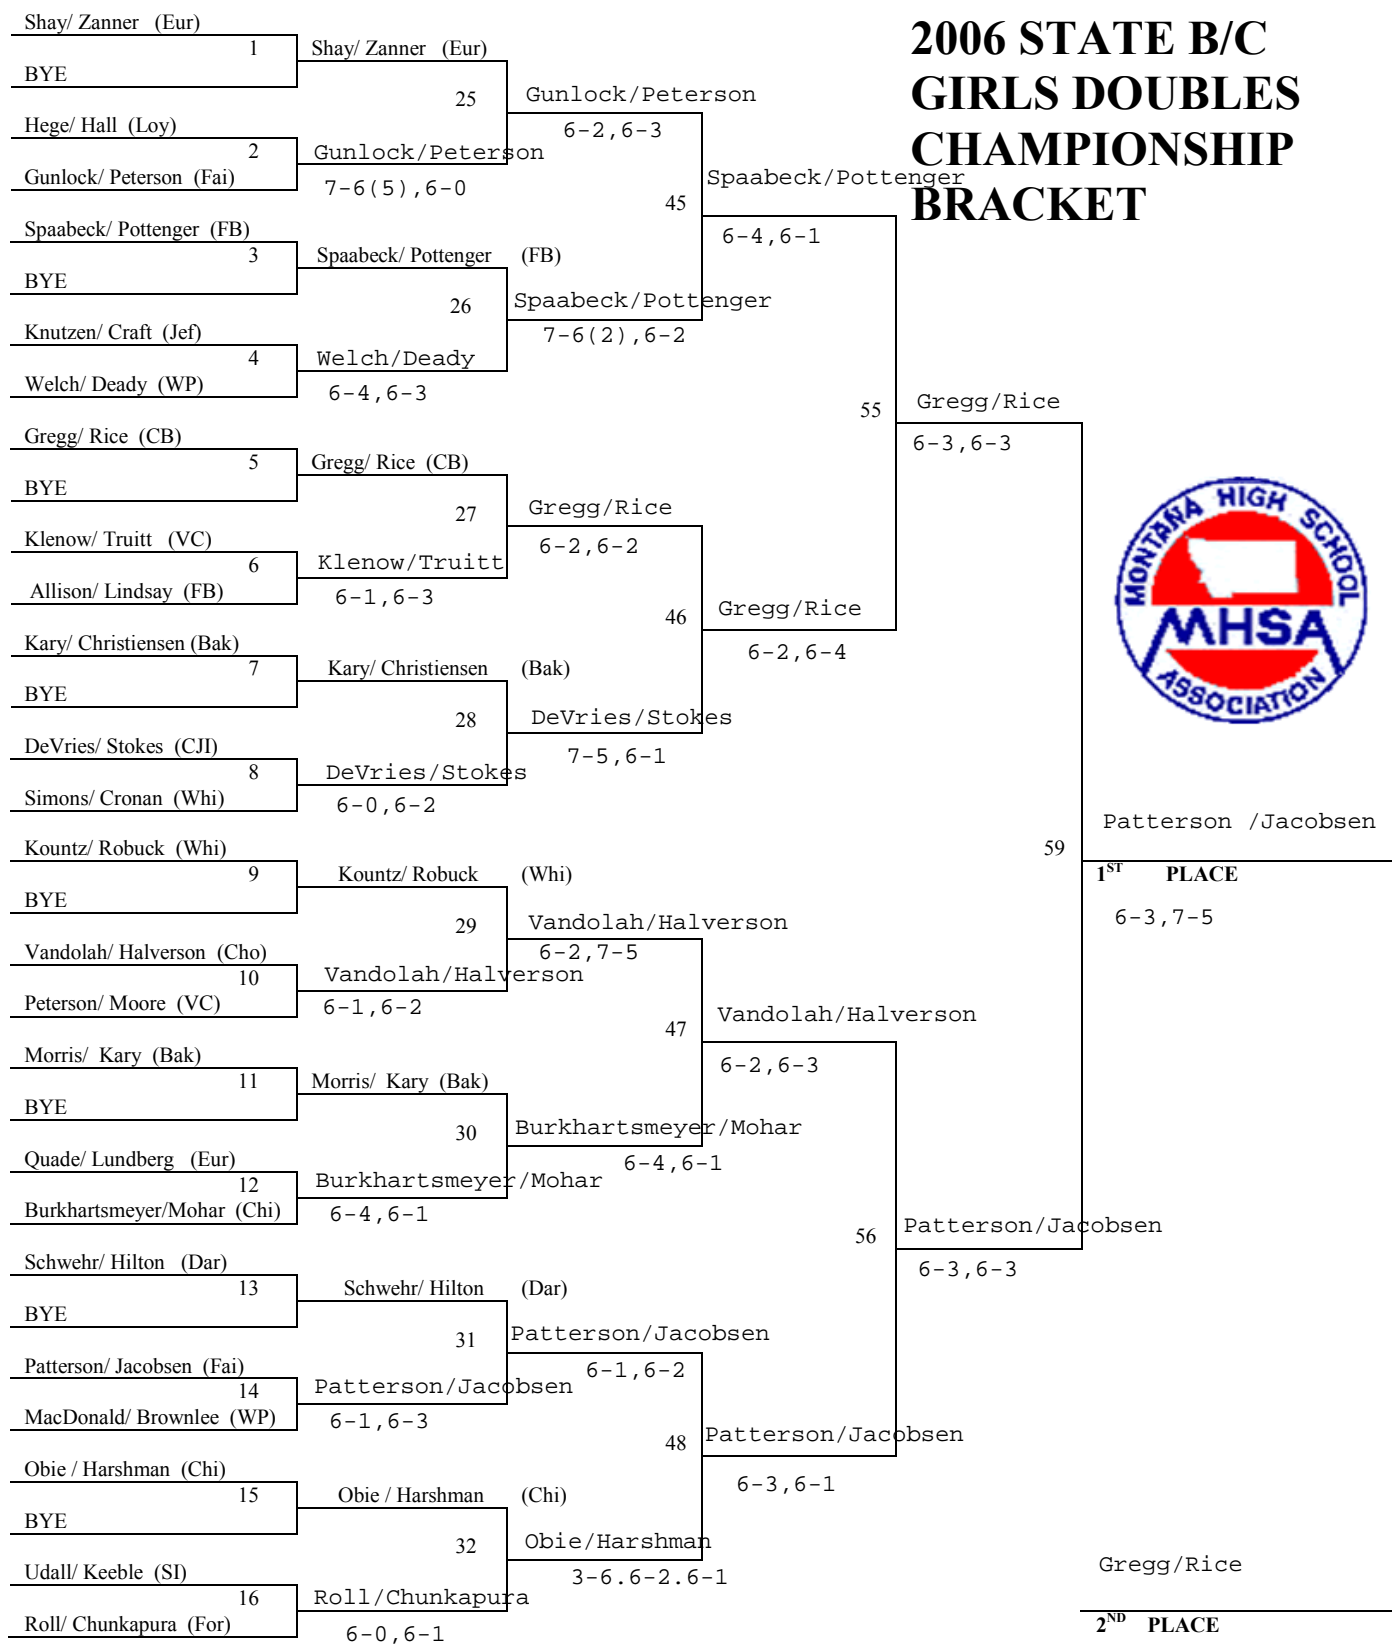 2006 STATE B/C
GIRLS DOUBLES
CHAMPIONSHIP
BRACKET
Shay/ Zanner (Eur)
1
BYE
Hege/ Hall (Loy)
2
Gunlock/ Peterson (Fai)
Spaabeck/ Pottenger (FB)
3
BYE
Knutzen/ Craft (Jef)
4
Welch/ Deady (WP)
Gregg/ Rice (CB)
5
BYE
Klenow/ Truitt (VC)
6
Allison/ Lindsay (FB)
Kary/ Christiensen (Bak)
7
BYE
DeVries/ Stokes (CJI)
8
Simons/ Cronan (Whi)
Kountz/ Robuck (Whi)
9
BYE
Vandolah/ Halverson (Cho)
10
Peterson/ Moore (VC)
Morris/ Kary (Bak)
11
BYE
Quade/ Lundberg (Eur)
12
Burkhartsmeyer/Mohar (Chi)
Schwehr/ Hilton (Dar)
13
BYE
Patterson/ Jacobsen (Fai)
14
MacDonald/ Brownlee (WP)
Obie / Harshman (Chi)
15
BYE
Udall/ Keeble (SI)
16
Roll/ Chunkapura (For)
Shay/ Zanner (Eur)
25
Gunlock/Peterson
7-6(5),6-0
Spaabeck/ Pottenger (FB)
26
Welch/Deady
6-4,6-3
Gregg/ Rice (CB)
27
Klenow/Truitt
6-1,6-3
Kary/ Christiensen (Bak)
28
DeVries/Stokes
6-0,6-2
Kountz/ Robuck (Whi)
29
Vandolah/Halverson
6-1,6-2
Morris/ Kary (Bak)
30
Burkhartsmeyer/Mohar
6-4,6-1
Schwehr/ Hilton (Dar)
31
Patterson/Jacobsen
6-1,6-3
Obie / Harshman (Chi)
32
Roll/Chunkapura
6-0,6-1
Gunlock/Peterson
6-2,6-3
45
Spaabeck/Pottenger
7-6(2),6-2
Gregg/Rice
6-2,6-2
46
DeVries/Stokes
7-5,6-1
Vandolah/Halverson
6-2,7-5
47
Burkhartsmeyer/Mohar
6-4,6-1
Patterson/Jacobsen
6-1,6-2
48
Obie/Harshman
3-6.6-2.6-1
Spaabeck/Pottenger
6-4,6-1
55
Gregg/Rice
6-2,6-4
Vandolah/Halverson
6-2,6-3
56
Patterson/Jacobsen
6-3,6-1
Gregg/Rice
6-3,6-3
59
Patterson/Jacobsen
6-3,6-3
MONTANA HIGH SCHOOL
MHSA
ASSOCIATION
Patterson /Jacobsen
1ST PLACE
6-3,7-5
Gregg/Rice
2ND PLACE